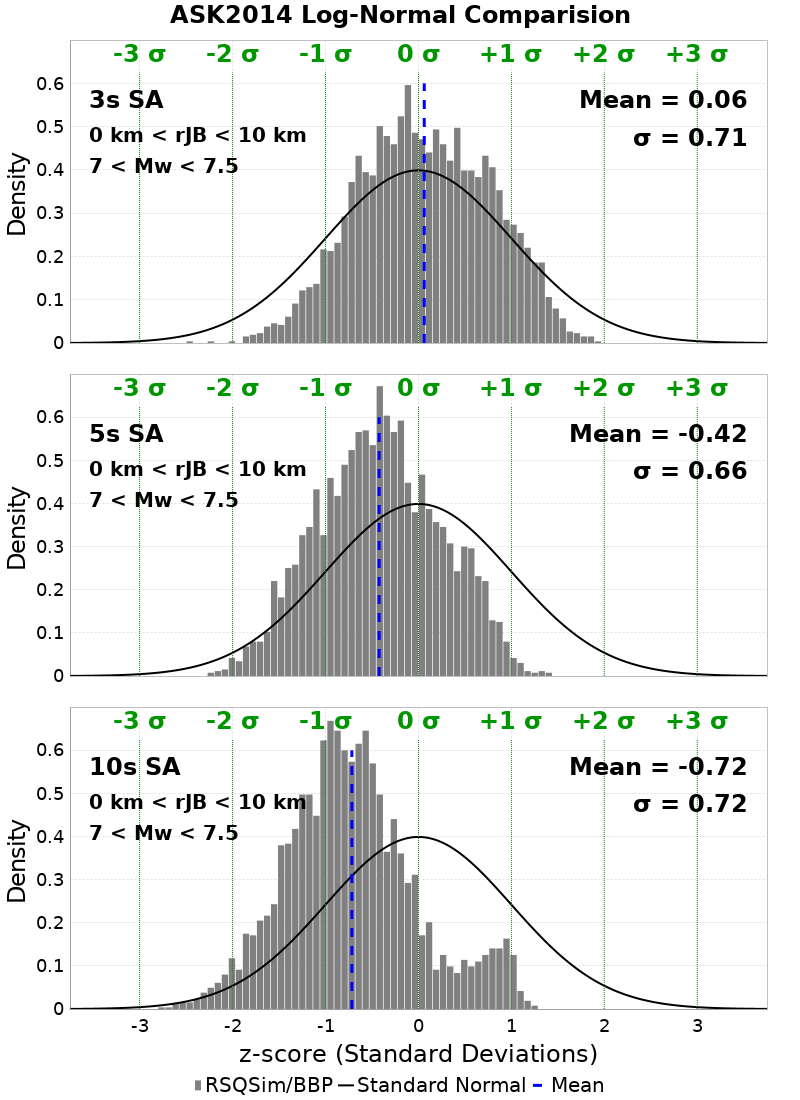 ASK2014 Log-Normal Comparision
-3 σ -2 σ -1 σ 0 σ +1 σ +2 σ +3 σ
3s SA
0 km < rJB < 10 km
7 < Mw < 7.5
Mean = 0.06
σ = 0.71
0.6
0.5
0.4
0.3
0.2
0.1
0
Density
-3 σ -2 σ -1 σ 0 σ +1 σ +2 σ +3 σ
5s SA
0 km < rJB < 10 km
7 < Mw < 7.5
Mean = -0.42
σ = 0.66
0.6
0.5
0.4
0.3
0.2
0.1
0
Density
-3 σ -2 σ -1 σ 0 σ +1 σ +2 σ +3 σ
10s SA
0 km < rJB < 10 km
7 < Mw < 7.5
Mean = -0.72
σ = 0.72
0.6
0.5
0.4
0.3
0.2
0.1
0
Density
-3 -2 -1 0 1 2 3
z-score (Standard Deviations)
RSQSim/BBP Standard Normal Mean